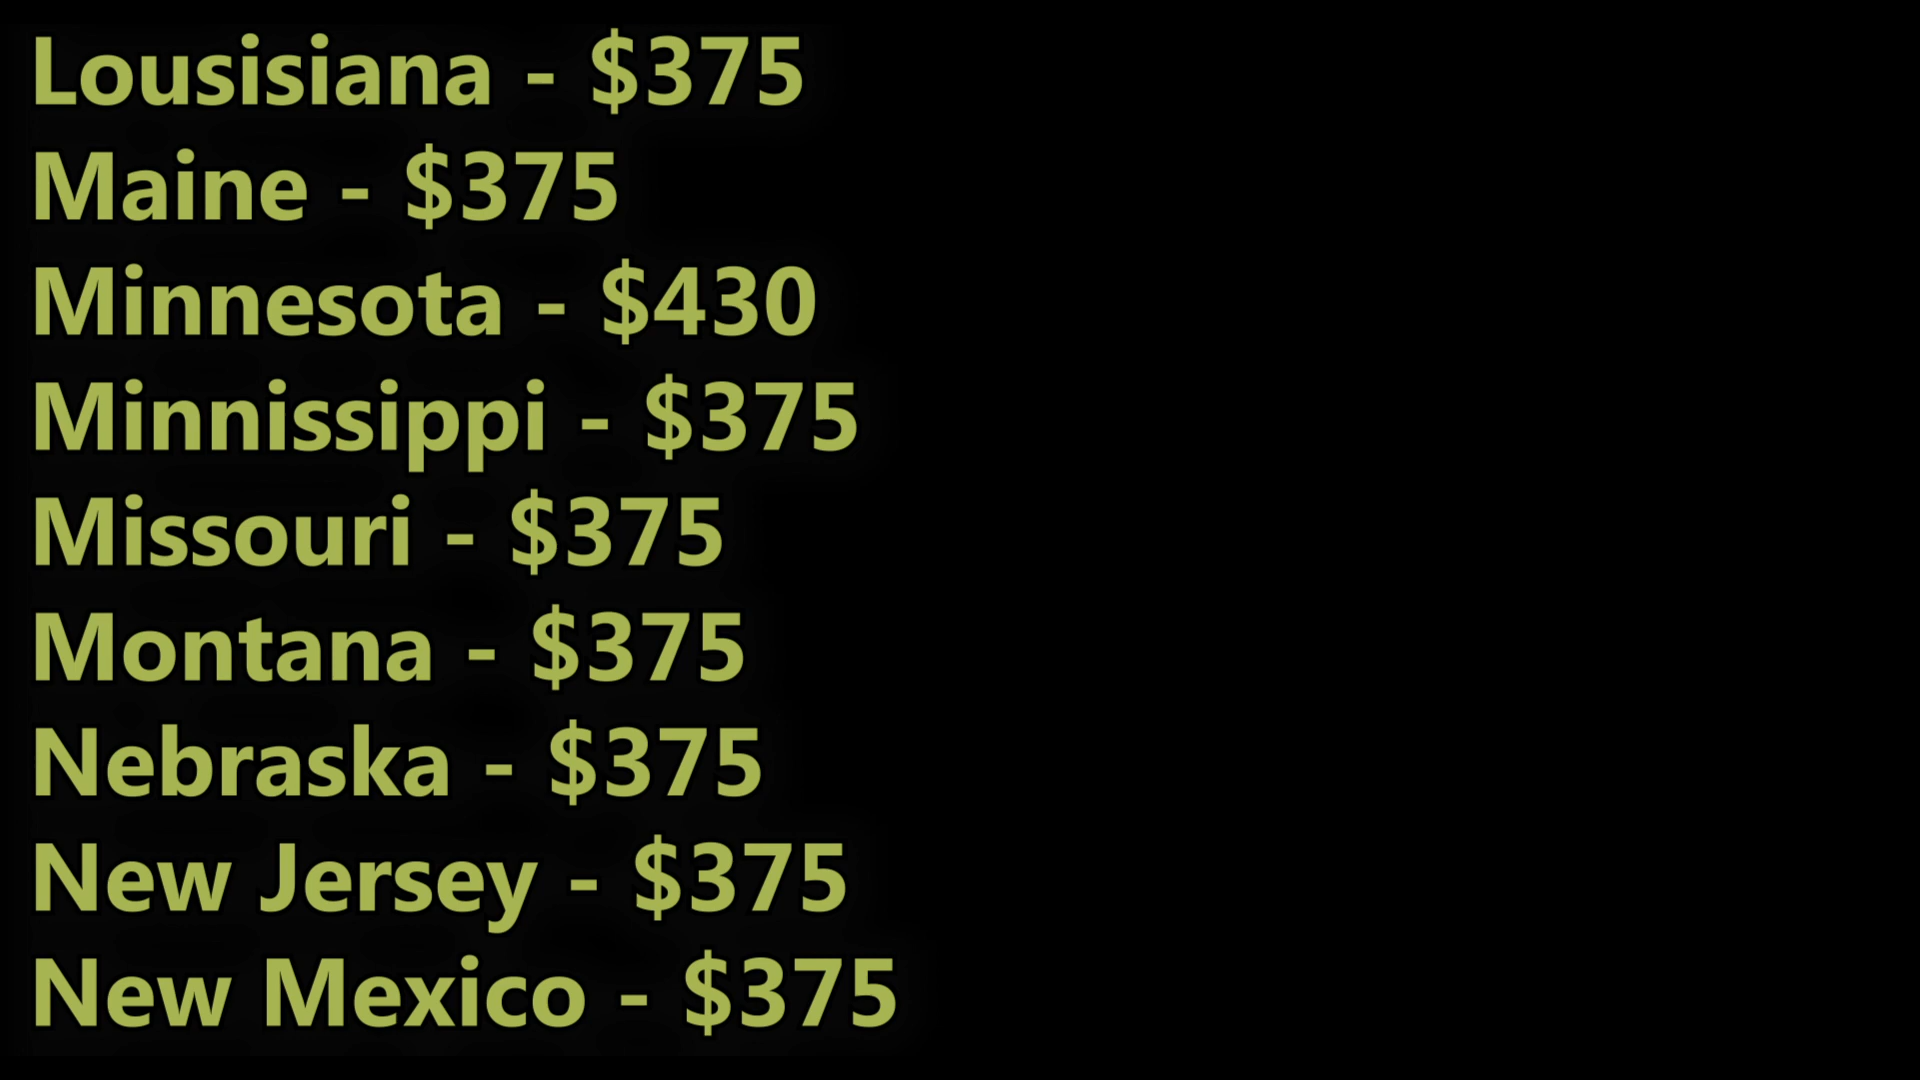 Lousisiana - $375
Maine - $375
Minnesota - $430
Minnissippi - $375
Missouri - $375
Montana - $375
Nebraska - $375
New Jersey - $375
New Mexico - $375